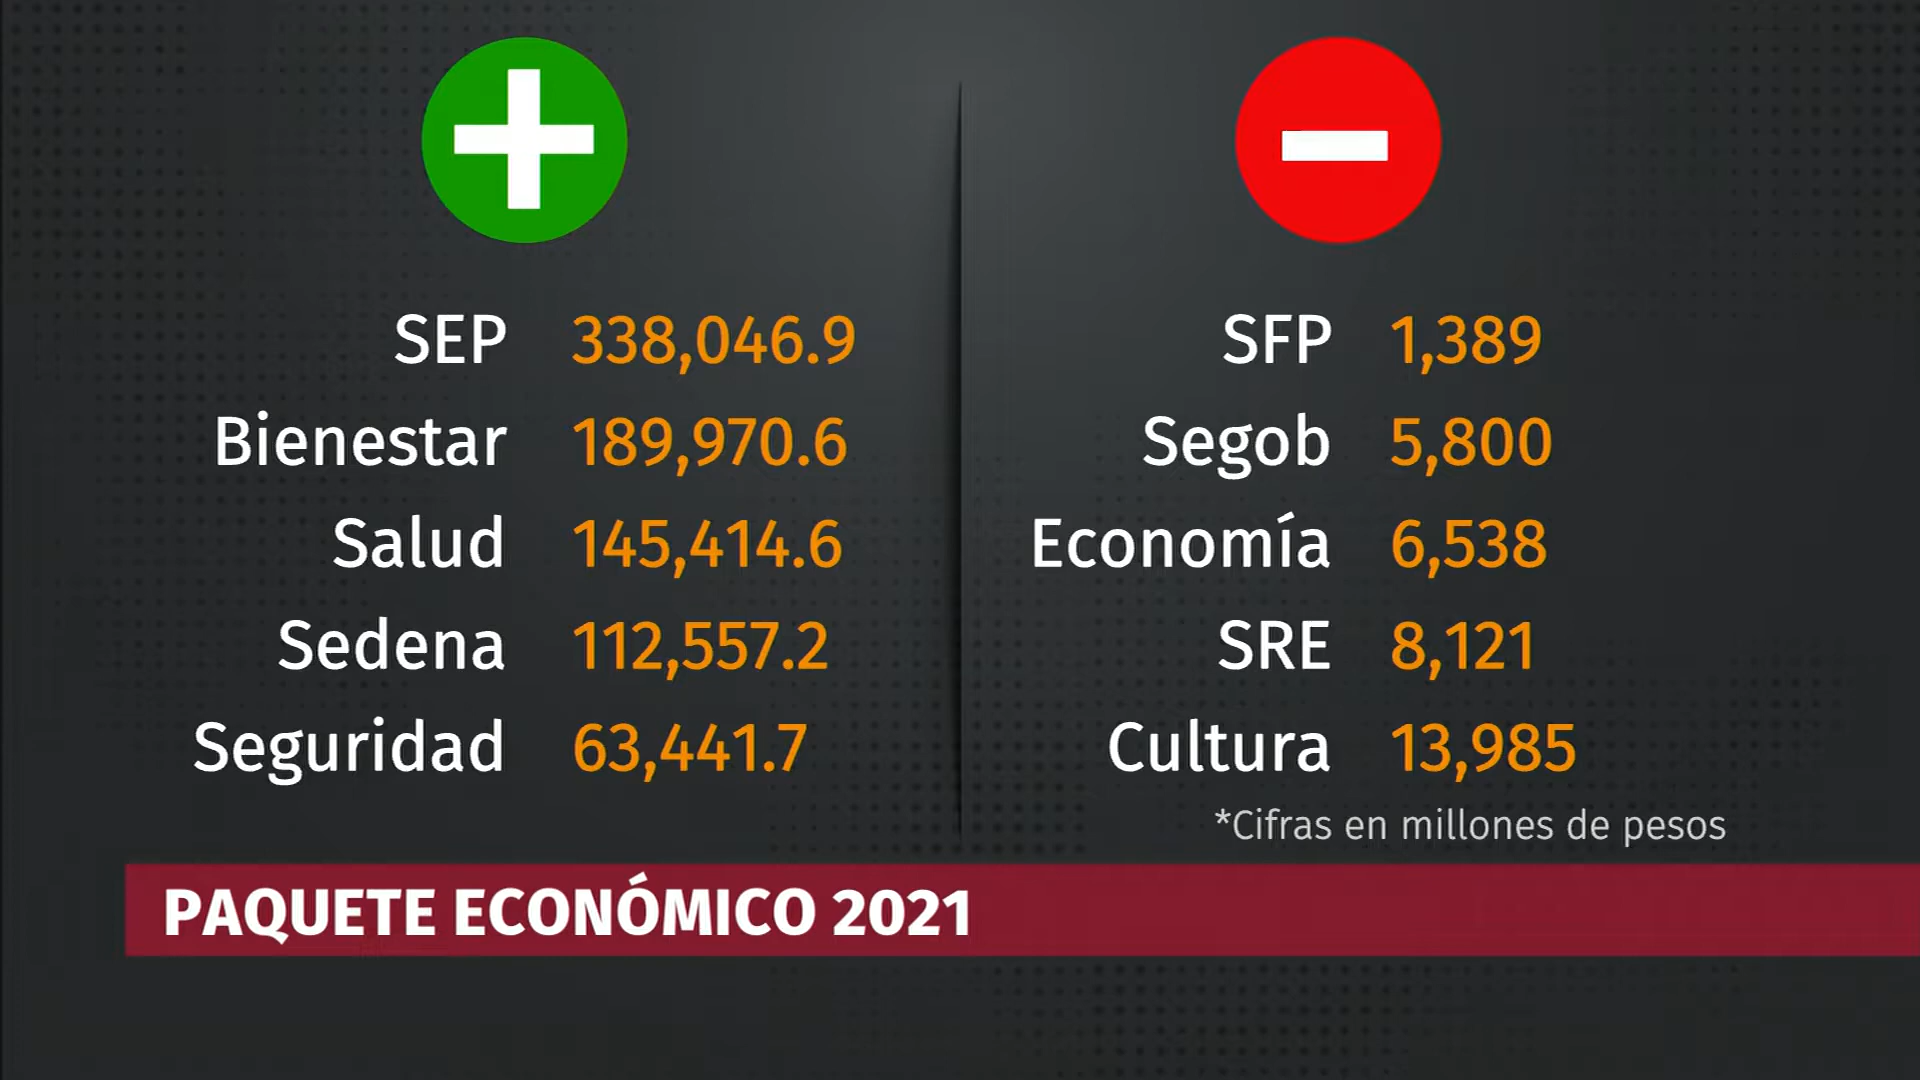 SEP 338,046.9
Bienestar 189,970.6
Salud 145,414.6
Sedena 112,557.2
Seguridad 63,441.7
SFP 1,389
Segob 5,800
Economía 6,538
SRE 8,121
Cultura 13,985
*Cifras en millones de pesos
PAQUETE ECONÓMICO 2021